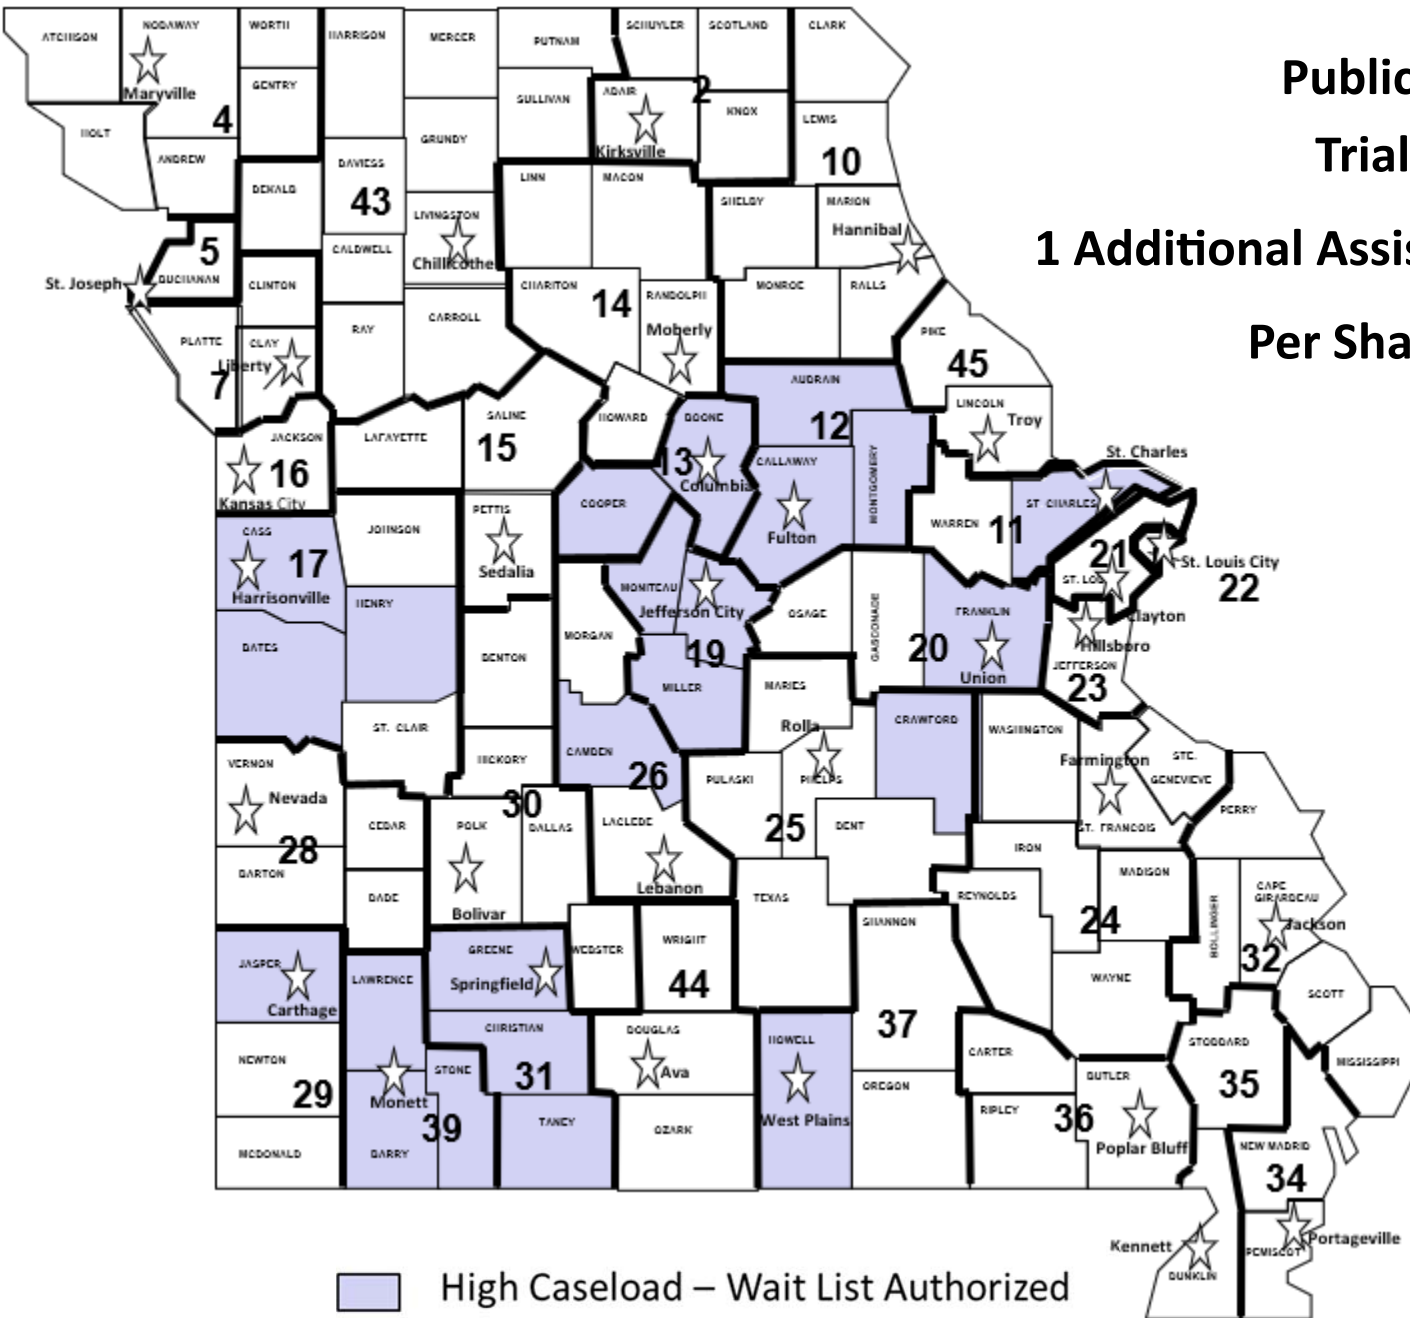 Public
Trial
1 Additional Assis
Per Sha
ATCHISON
NODAWAY
Maryville
WORTH
HARRISON
MERCER
PUTNAM
SCHUYLER
SCOTLAND
CLARK
HOLT
4
GENTRY
ANDREW
SULLIVAN
ADAIR
Kirksville
2
KNOX
LEWIS
10
GRUNDY
DEKALB
DAVIESS
43
LINN
MACON
SHELBY
MARION
Hannibal
5
BUCHANAN
St. Joseph
CLINTON
CALDWELL
LIVINGSTON
Chillicothe
CHARITON
14
RANDOLPH
Moberly
MONROE
RALLS
PIKE
45
PLATTE
7
CLAY
Liberty
RAY
CARROLL
AUDRAIN
12
LINCOLN
Troy
JACKSON
16
Kansas City
LAFAYETTE
SALINE
15
HOWARD
BOONE
13
Columbia
CALLAWAY
Fulton
MONTGOMERY
WARREN
11
ST CHARLES
St. Charles
CASS
17
Harrisonville
JOHNSON
PETTIS
Sedalia
COOPER
MONITEAU
Jefferson City
19
OSAGE
GASCONADE
20
FRANKLIN
Union
21
ST. LOU
Clayton
St. Louis City
22
Hillsboro
JEFFERSON
23
BATES
HENRY
BENTON
MORGAN
MILLER
MARIES
ST. CLAIR
HICKORY
CAMDEN
26
PULASKI
Rolla
PHELPS
25
CRAWFORD
WASHINGTON
Farmington
ST. FRANCOIS
STE.
GENEVIEVE
PERRY
VERNON
Nevada
28
BARTON
CEDAR
DADE
30
POLK
Bolivar
DALLAS
LACLEDE
Lebanon
DENT
TEXAS
IRON
REYNOLDS
MADISON
24
WAYNE
BOLLINGER
CAPE
GIRARDEAU
Jackson
32
SCOTT
JASPER
Carthage
LAWRENCE
GREENE
Springfield
WEBSTER
WRIGHT
44
SHANNON
37
NEWTON
29
MCDONALD
Monett
39
BARRY
STONE
CHRISTIAN
31
TANEY
DOUGLAS
Ava
OZARK
HOWELL
West Plains
OREGON
CARTER
RIPLEY
36
BUTLER
Poplar Bluff
STODDARD
35
MISSISSIPPI
NEW MADRID
34
Portageville
PEMISCOT
Kennett
DUNKLIN
High Caseload – Wait List Authorized